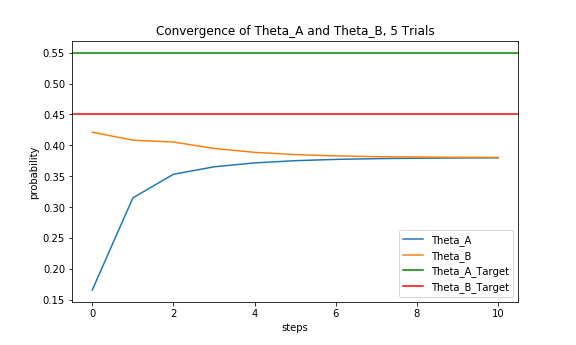 Convergence of Theta_A and Theta_B, 5 Trials
0.55
0.50
0.45
0.40
0.35
0.30
0.25
0.20
0.15
probability
0 2 4 6 8 10
steps
Theta_A
Theta_B
Theta_A_Target
Theta_B_Target